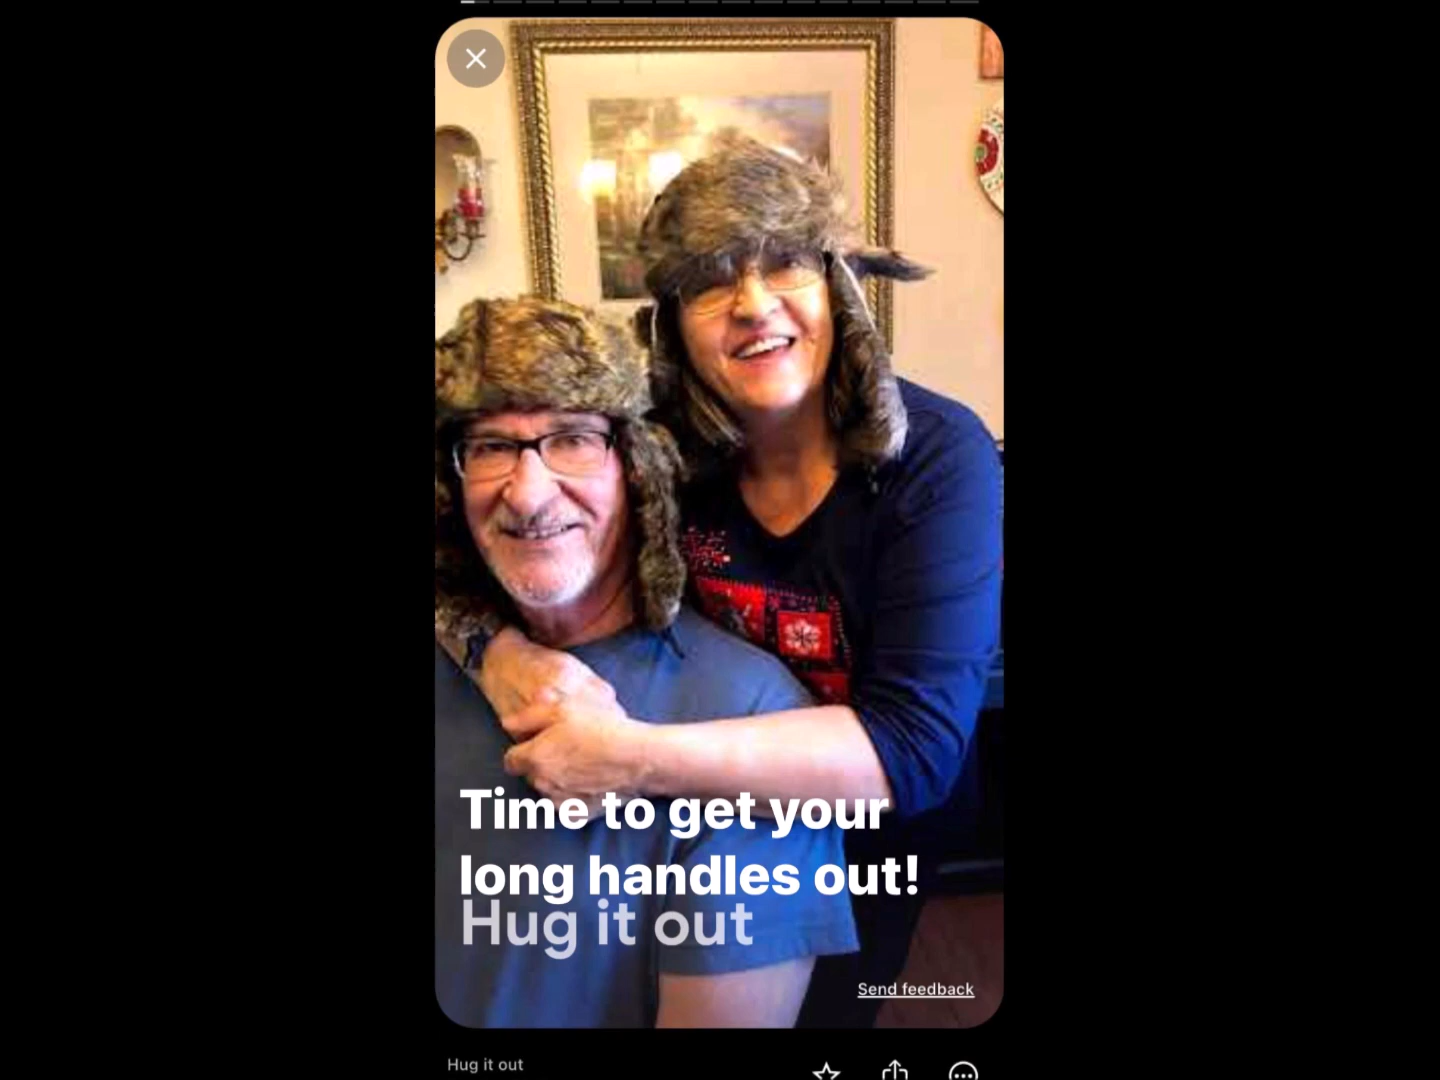 Time to get your
long handles out!
Hug it out
Send feedback
Hug it out